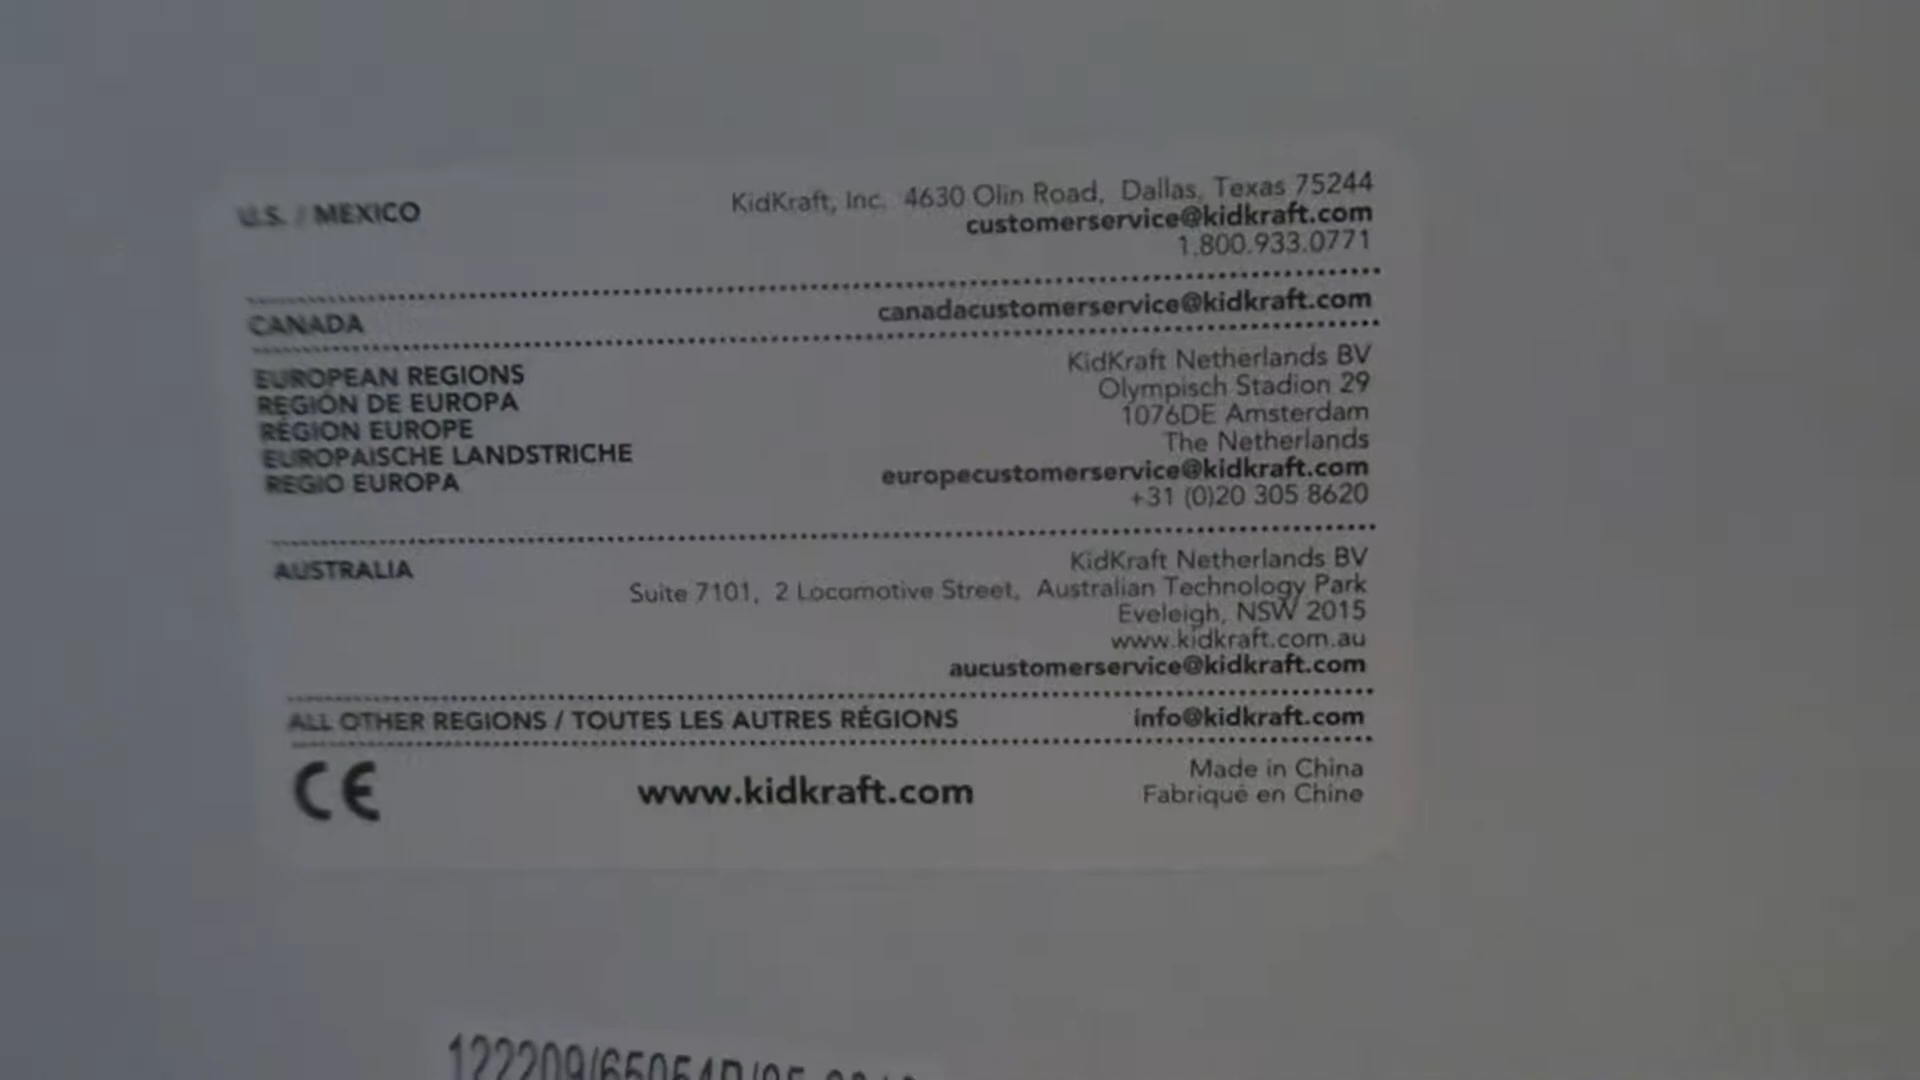 U.S. / MEXICO KidKraft, Inc. 4630 Olin Road, Dallas, Texas 75244
customerservice@kidkraft.com
1.800.933.0771
CANADA canadacustomerservice@kidkraft.com
EUROPEAN REGIONS KidKraft Netherlands BV
REGIÓN DE EUROPA Olympisch Stadion 29
RÉGION EUROPE 1076DE Amsterdam
EUROPAISCHE LANDSTRICHE The Netherlands
REGIO EUROPA europecustomerservice@kidkraft.com
+31 (0)20 305 8620
AUSTRALIA KidKraft Netherlands BV
Suite 7101, 2 Locomotive Street, Australian Technology Park
Eveleigh, NSW 2015
www.kidkraft.com.au
aucustomerservice@kidkraft.com
ALL OTHER REGIONS / TOUTES LES AUTRES RÉGIONS info@kidkraft.com
CE www.kidkraft.com Made in China
Fabriqué en Chine